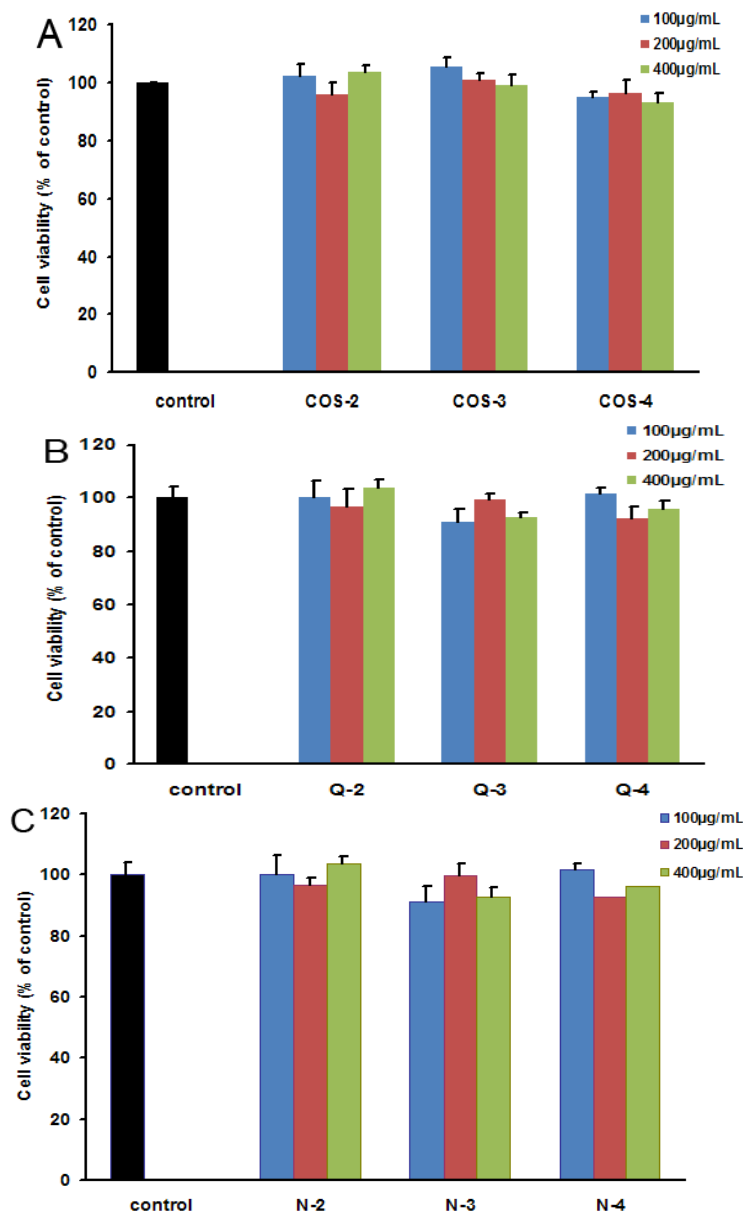 A
100µg/mL
200µg/mL
400µg/mL
Cell viability (% of control)
120
100
80
60
40
20
0
control COS-2 COS-3 COS-4
B
100µg/mL
200µg/mL
400µg/mL
Cell viability (% of control)
120
100
80
60
40
20
0
control Q-2 Q-3 Q-4
C
100µg/mL
200µg/mL
400µg/mL
Cell viability (% of control)
120
100
80
60
40
20
0
control N-2 N-3 N-4